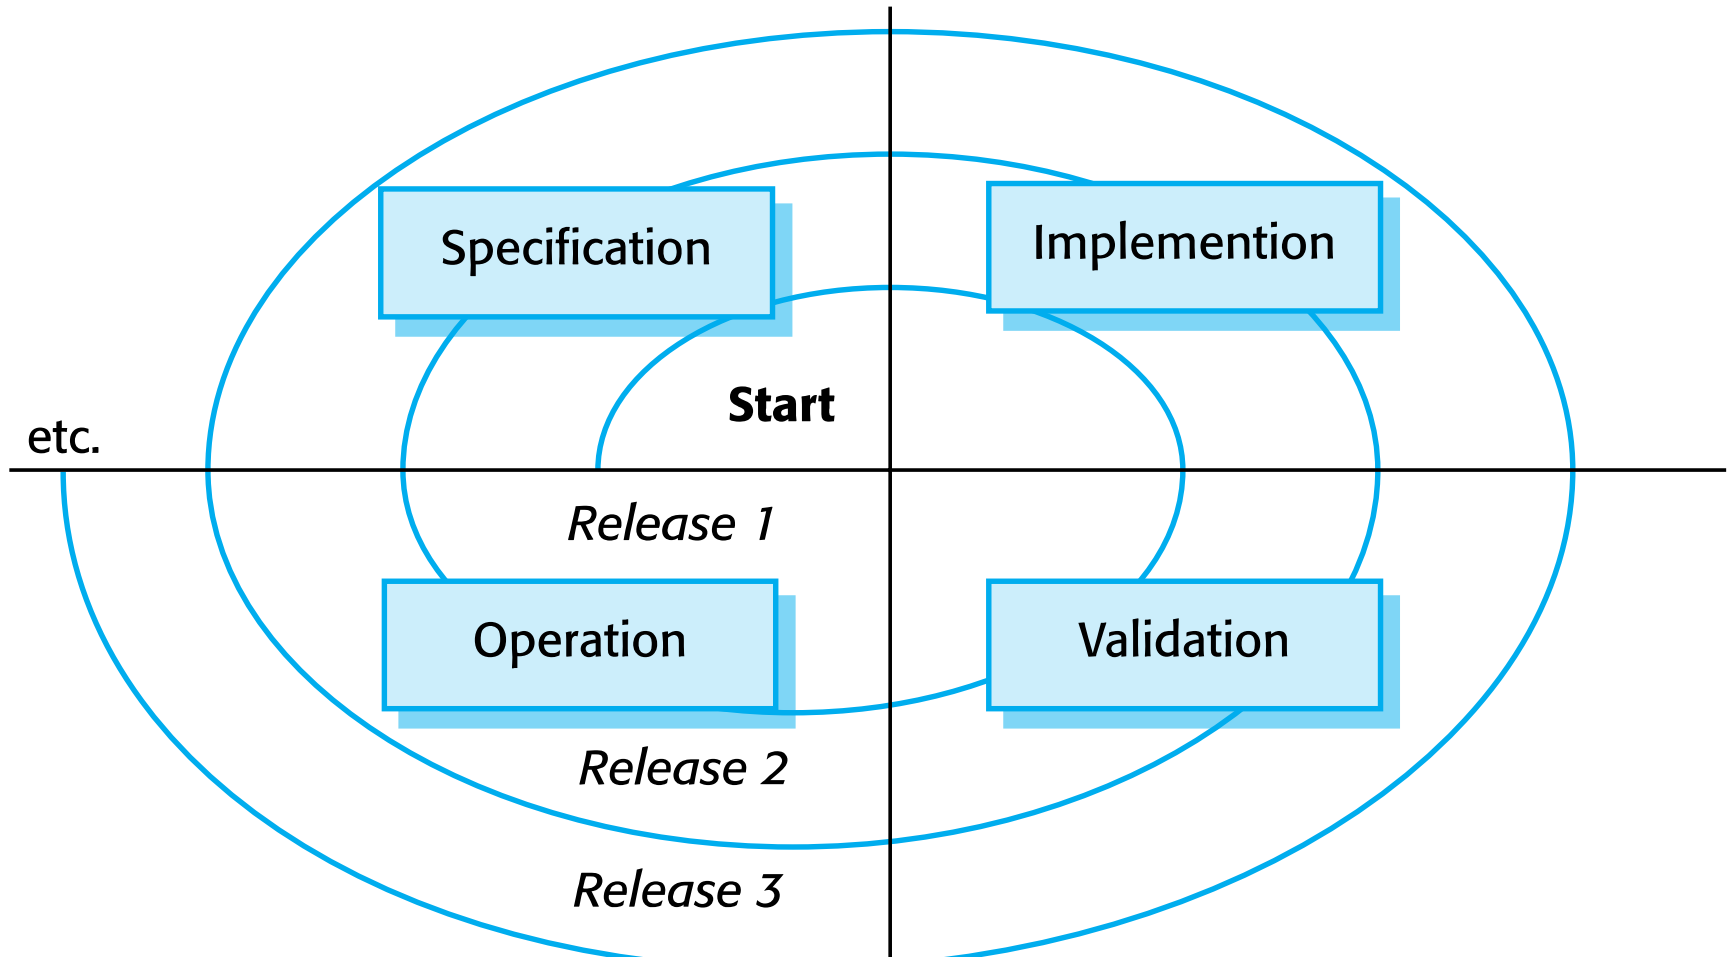 Specification
Implemention
Start
etc.
Release 1
Operation
Validation
Release 2
Release 3